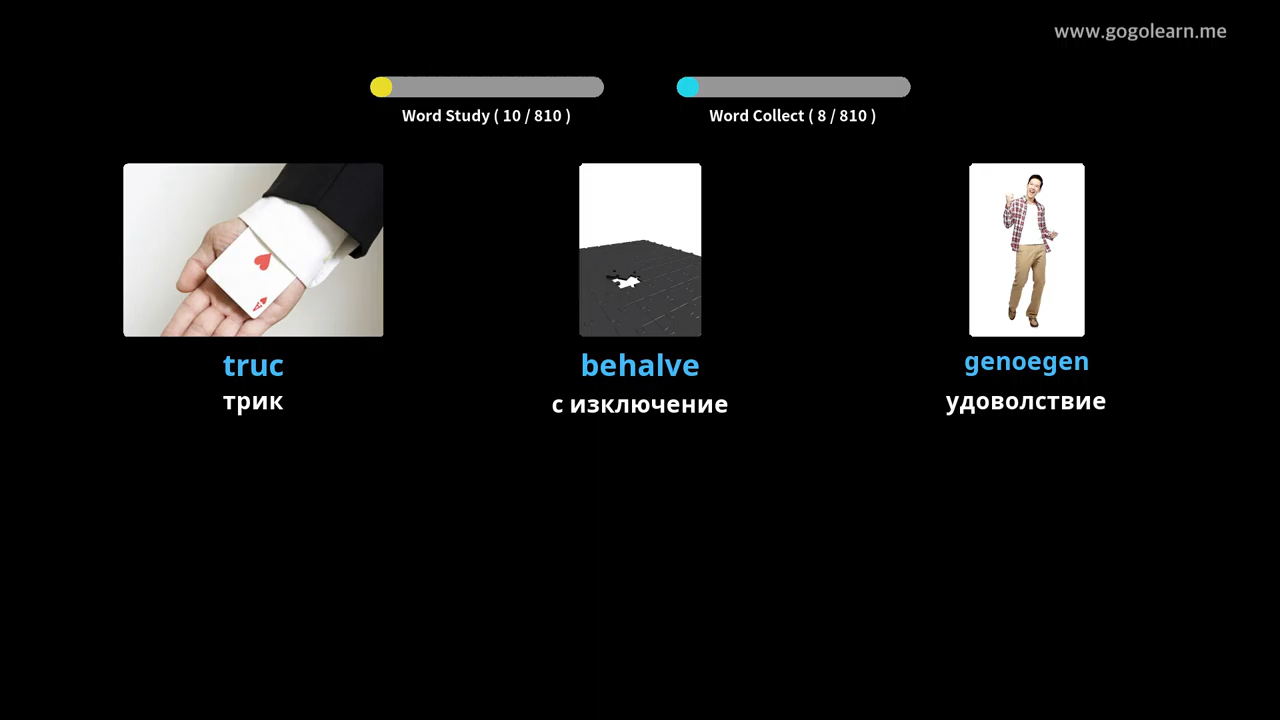 www.gogolearn.me
Word Study ( 10 / 810 )
Word Collect ( 8 / 810 )
A
truc
behalve
genoegen
трик
с изключение
удоволствие